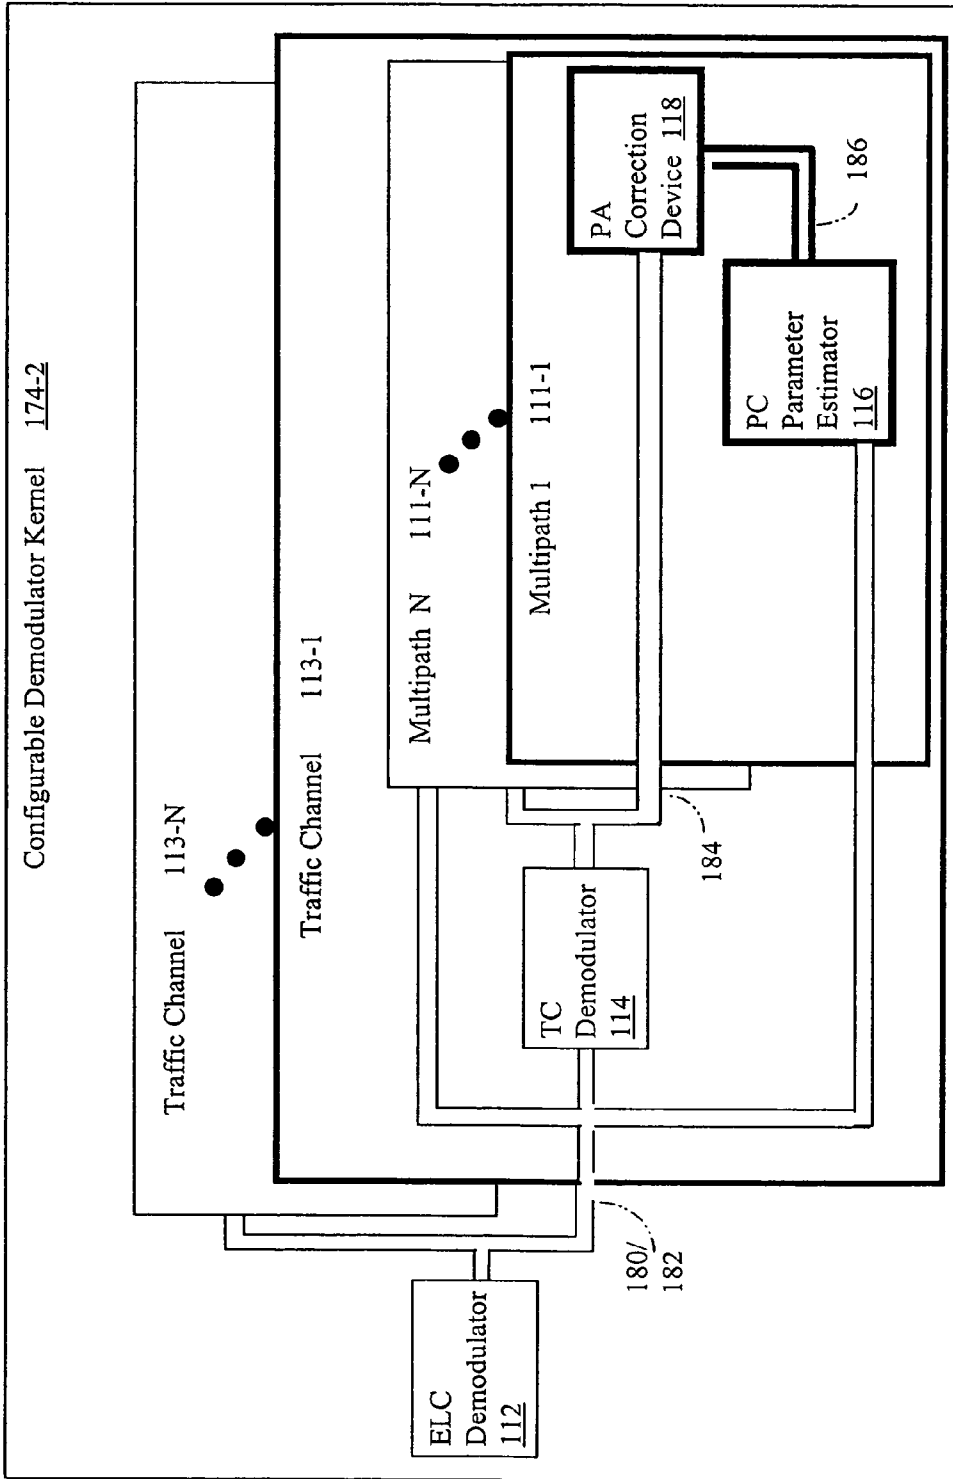 Configurable Demodulator Kernel 174-2
Traffic Channel 113-N
Traffic Channel 113-1
Multipath N 111-N
Multipath 1 111-1
ELC
Demodulator
112
TC
Demodulator
114
PA
Correction
Device 118
PC
Parameter
Estimator
116
180/
182
184
186